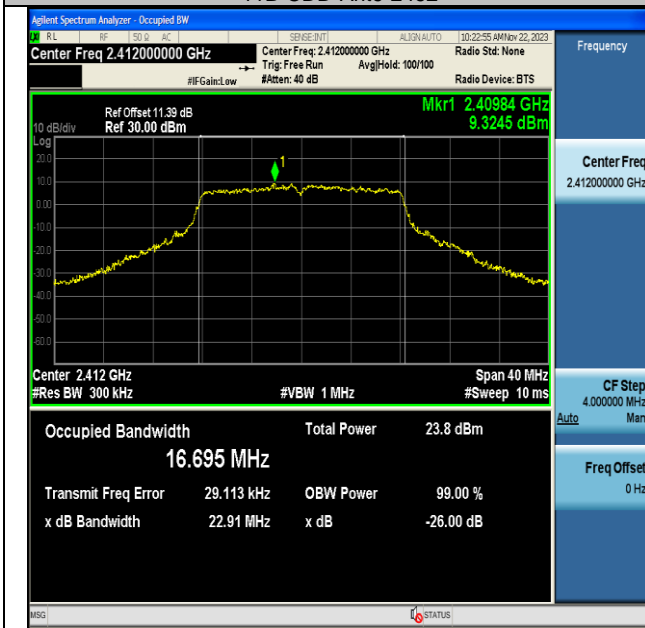 Agilent Spectrum Analyzer - Occupied BW
LXI RL RF 50 Ω AC SENSE:INT ALIGN AUTO 10:22:55 AM Nov 22, 2023
Center Freq 2.412000000 GHz
Center Freq: 2.412000000 GHz
Radio Std: None
Trig: Free Run Avg|Hold: 100/100
#IFGain:Low #Atten: 40 dB Radio Device: BTS
Frequency
Mkr1 2.40984 GHz
9.3245 dBm
Ref Offset 11.39 dB
10 dB/div Ref 30.00 dBm
Log
20.0
1
10.0
0.00
-10.0
-20.0
-30.0
-40.0
-50.0
-60.0
Center 2.412 GHz Span 40 MHz
#Res BW 300 kHz #VBW 1 MHz #Sweep 10 ms
Center Freq
2.412000000 GHz
CF Step
4.000000 MHz
Auto Man
Freq Offset
0 Hz
Occupied Bandwidth Total Power 23.8 dBm
16.695 MHz
Transmit Freq Error 29.113 kHz OBW Power 99.00 %
x dB Bandwidth 22.91 MHz x dB -26.00 dB
MSG STATUS